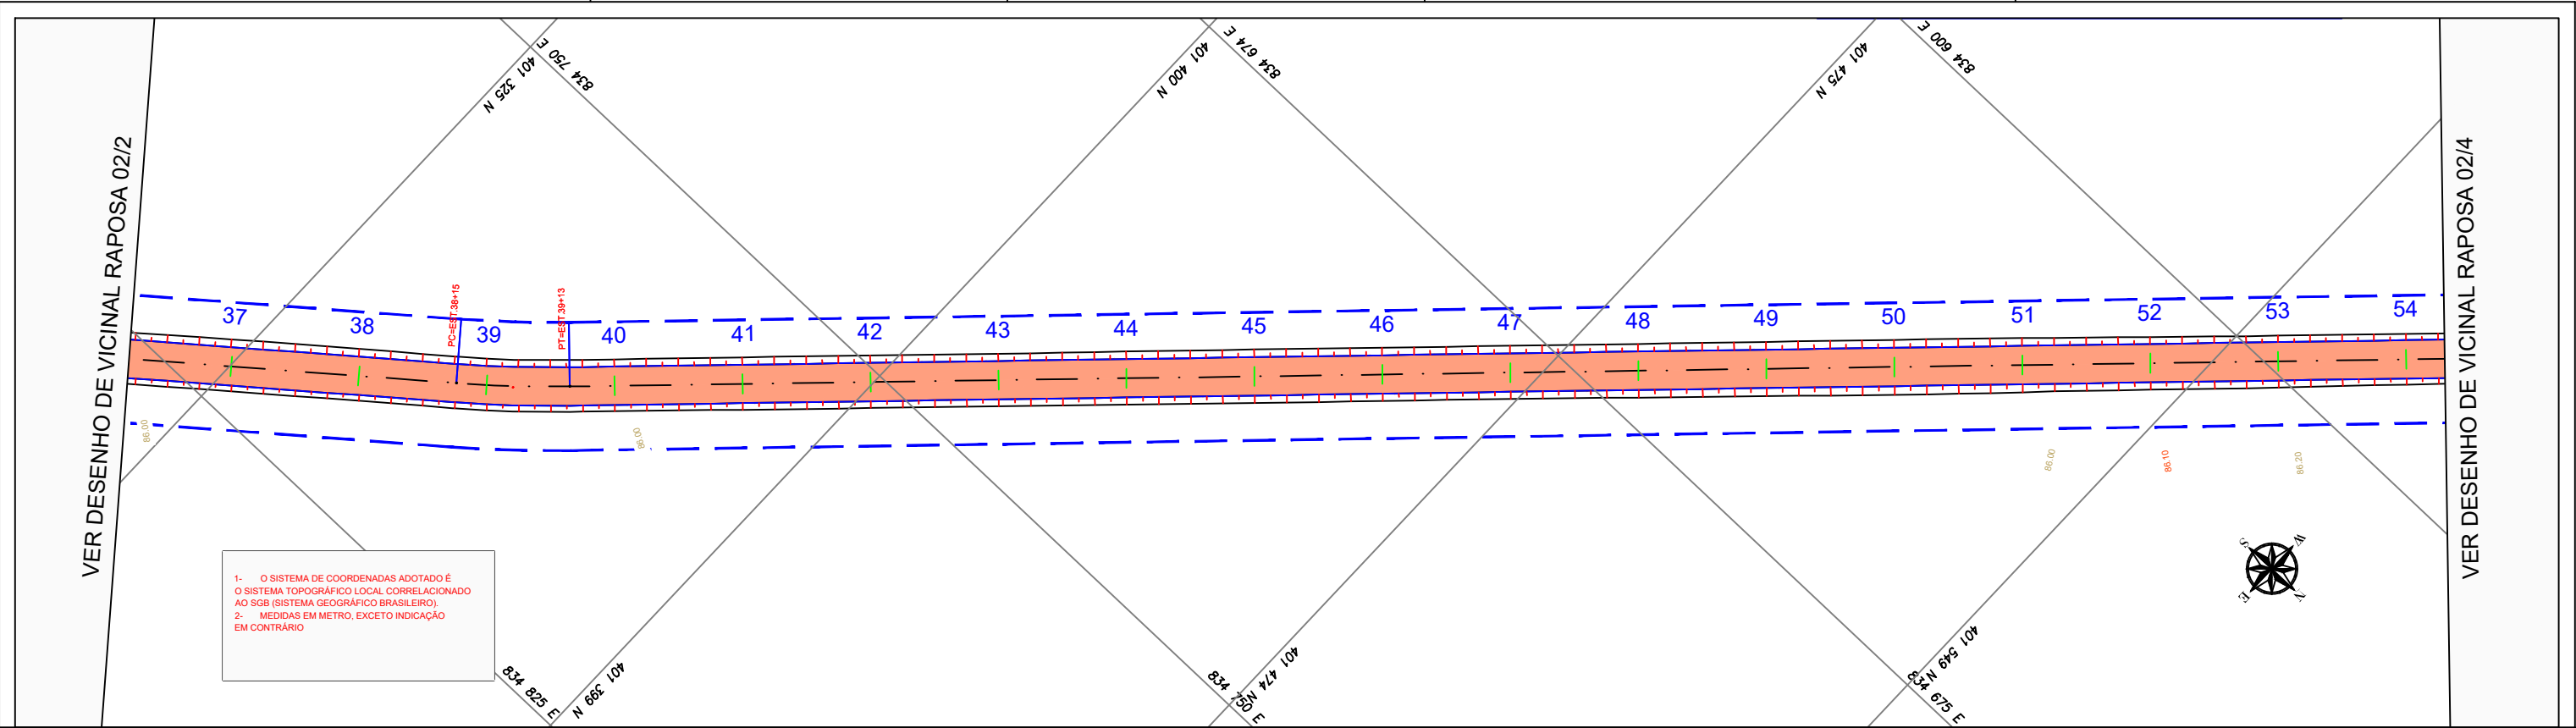 834 750 E
401 325 N
401 400 N
834 674 E
401 475 N
834 600 E
VER DESENHO DE VICINAL RAPOSA 02/2
VER DESENHO DE VICINAL RAPOSA 02/4
PC=EST.38+15
PT=EST.39+13
37
38
39
40
41
42
43
44
45
46
47
48
49
50
51
52
53
54
86.00
86.00
86.00
86.10
86.20
1- O SISTEMA DE COORDENADAS ADOTADO É
O SISTEMA TOPOGRÁFICO LOCAL CORRELACIONADO
AO SGB (SISTEMA GEOGRÁFICO BRASILEIRO).
2- MEDIDAS EM METRO, EXCETO INDICAÇÃO
EM CONTRÁRIO
S
W
E
N
834 825 E
401 399 N
834 750 E
401 474 N
834 675 E
401 549 N